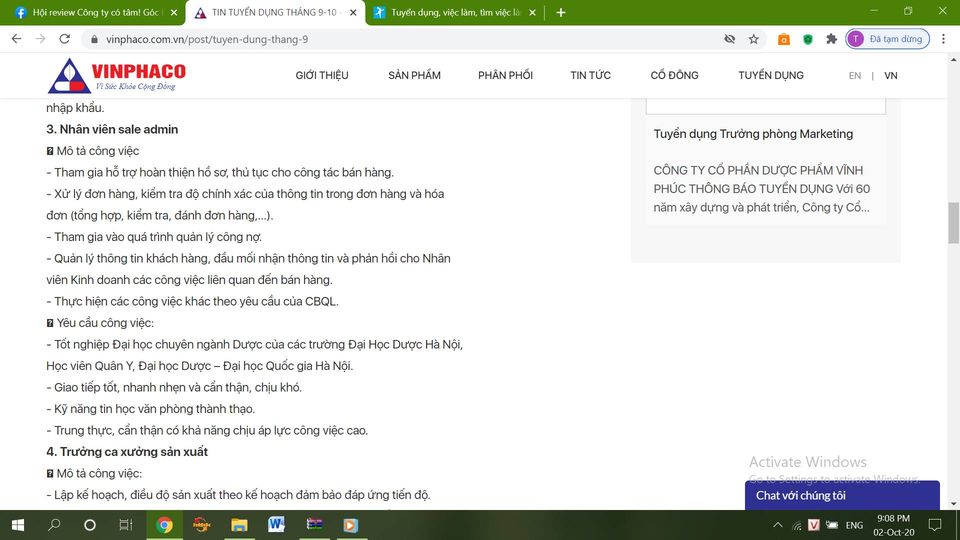 Hội review Công ty có tâm! Góc
TIN TUYỂN DỤNG THÁNG 9-10 -
Tuyển dụng, việc làm, tìm việc là
vinphaco.com.vn/post/tuyen-dung-thang-9
T
Đã tạm dừng
VINPHACO
Vì Sức Khỏe Cộng Đồng
GIỚI THIỆU
SẢN PHẨM
PHÂN PHỐI
TIN TỨC
CỔ ĐÔNG
TUYỂN DỤNG
EN | VN
nhập khẩu.
3. Nhân viên sale admin
Mô tả công việc
- Tham gia hỗ trợ hoàn thiện hồ sơ, thủ tục cho công tác bán hàng.
- Xử lý đơn hàng, kiểm tra độ chính xác của thông tin trong đơn hàng và hóa
đơn (tổng hợp, kiểm tra, đánh đơn hàng,...).
- Tham gia vào quá trình quản lý công nợ.
- Quản lý thông tin khách hàng, đầu mối nhận thông tin và phản hồi cho Nhân
viên Kinh doanh các công việc liên quan đến bán hàng.
- Thực hiện các công việc khác theo yêu cầu của CBQL.
Yêu cầu công việc:
- Tốt nghiệp Đại học chuyên ngành Dược của các trường Đại Học Dược Hà Nội,
Học viên Quân Y, Đại học Dược – Đại học Quốc gia Hà Nội.
- Giao tiếp tốt, nhanh nhẹn và cẩn thận, chịu khó.
- Kỹ năng tin học văn phòng thành thạo.
- Trung thực, cẩn thận có khả năng chịu áp lực công việc cao.
4. Trưởng ca xưởng sản xuất
Mô tả công việc:
- Lập kế hoạch, điều độ sản xuất theo kế hoạch đảm bảo đáp ứng tiến độ.
Tuyển dụng Trưởng phòng Marketing
CÔNG TY CỔ PHẦN DƯỢC PHẨM VĨNH
PHÚC THÔNG BÁO TUYỂN DỤNG Với 60
năm xây dựng và phát triển, Công ty Cổ...
Activate Windows
Go to Settings to activate Windows.
Chat với chúng tôi
ENG
9:08 PM
02-Oct-20